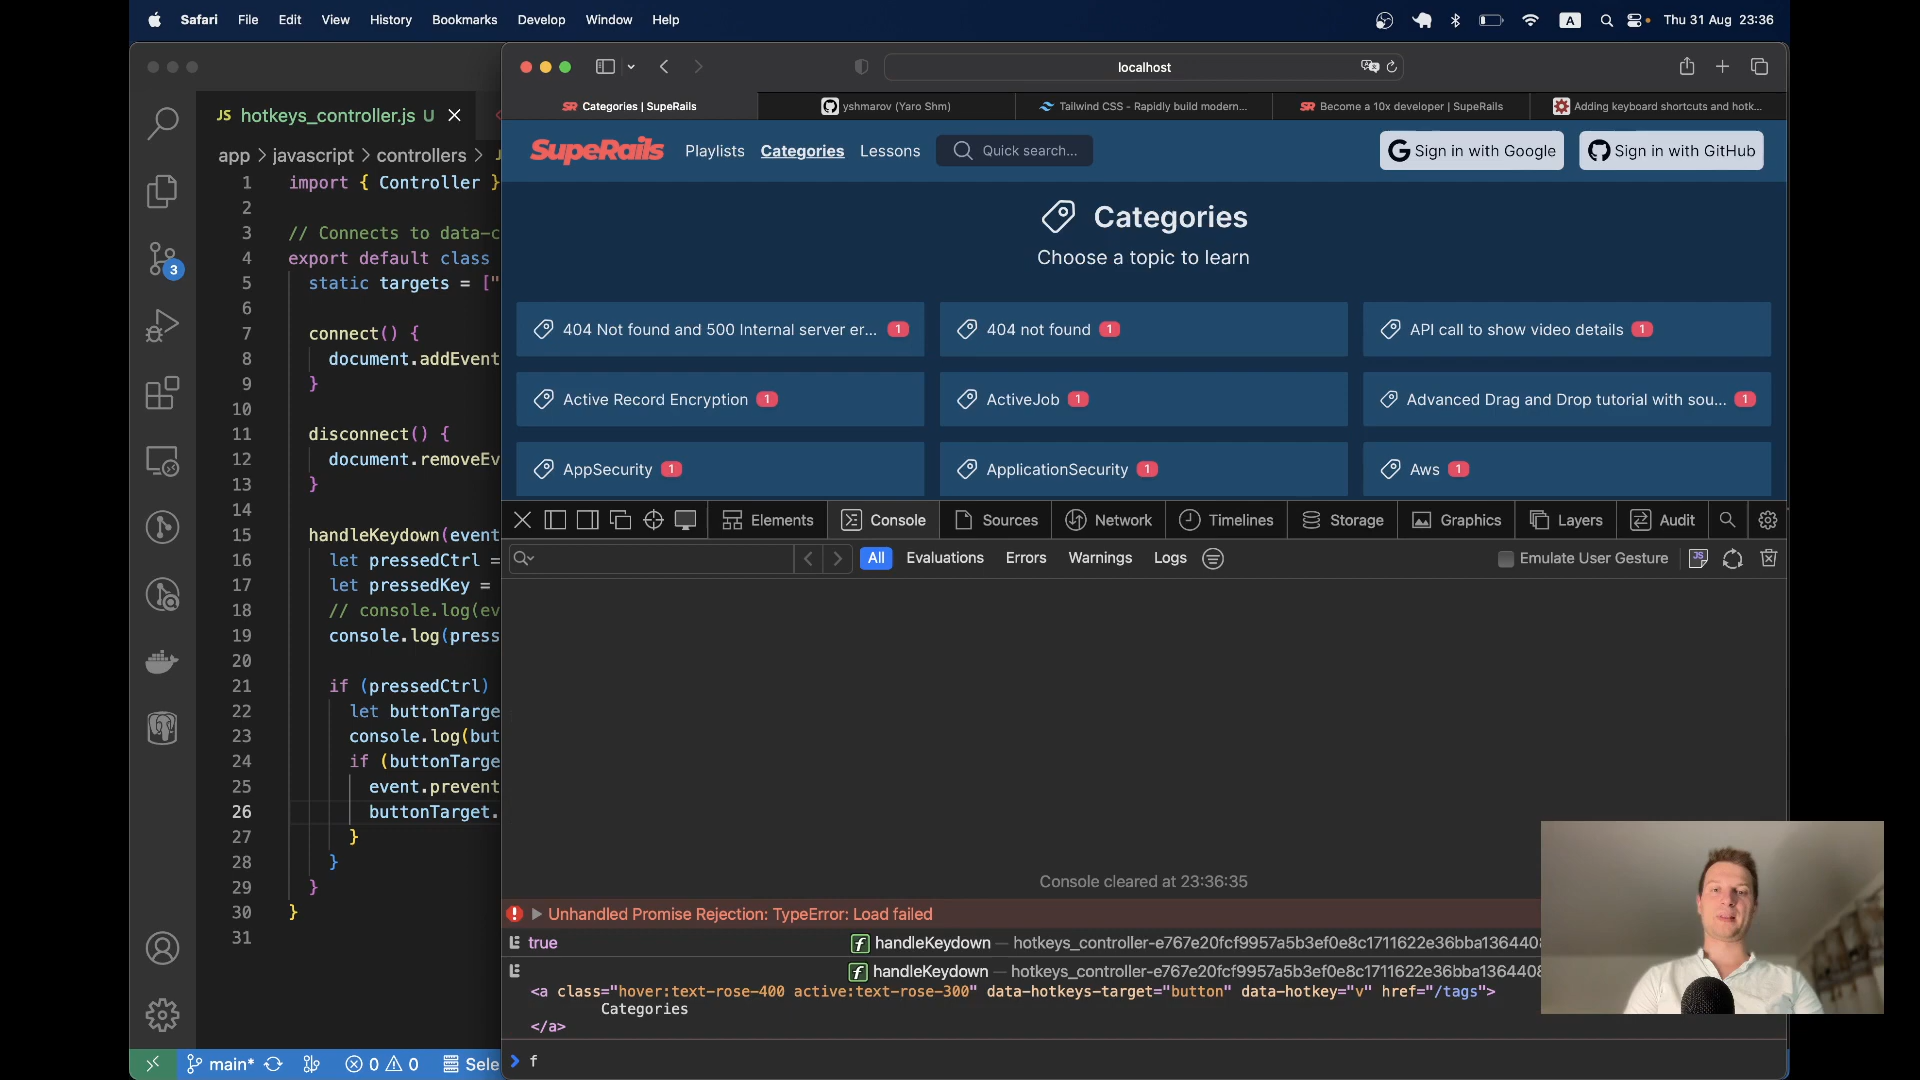 Safari File Edit View History Bookmarks Develop Window Help
A Thu 31 Aug 23:36
JS hotkeys_controller.js U
app > javascript > controllers >
1 import { Controller }
2
3 // Connects to data-c
4 export default class
5 static targets = ["
6
7 connect() {
8 document.addEvent
9 }
10
11 disconnect() {
12 document.removeEv
13 }
14
15 handleKeydown(event
16 let pressedCtrl =
17 let pressedKey =
18 // console.log(ev
19 console.log(press
20
21 if (pressedCtrl)
22 let buttonTarge
23 console.log(but
24 if (buttonTarge
25 event.prevent
26 buttonTarget.
27 }
28 }
29 }
30 }
31
3
main* 0 0 Sele
localhost
Categories | SupeRails
yshmarov (Yaro Shm)
Tailwind CSS - Rapidly build modern...
Become a 10x developer | SupeRails
Adding keyboard shortcuts and hotk...
SupeRails Playlists Categories Lessons Quick search... Sign in with Google Sign in with GitHub
Categories
Choose a topic to learn
404 Not found and 500 Internal server er... 1
404 not found 1
API call to show video details 1
Active Record Encryption 1
ActiveJob 1
Advanced Drag and Drop tutorial with sou... 1
AppSecurity 1
ApplicationSecurity 1
Aws 1
Elements Console Sources Network Timelines Storage Graphics Layers Audit
All Evaluations Errors Warnings Logs Emulate User Gesture
Console cleared at 23:36:35
Unhandled Promise Rejection: TypeError: Load failed
true f handleKeydown — hotkeys_controller-e767e20fcf9957a5b3ef0e8c1711622e36bba1364408
f handleKeydown — hotkeys_controller-e767e20fcf9957a5b3ef0e8c1711622e36bba1364408
<a class="hover:text-rose-400 active:text-rose-300" data-hotkeys-target="button" data-hotkey="v" href="/tags">
Categories
</a>
> f